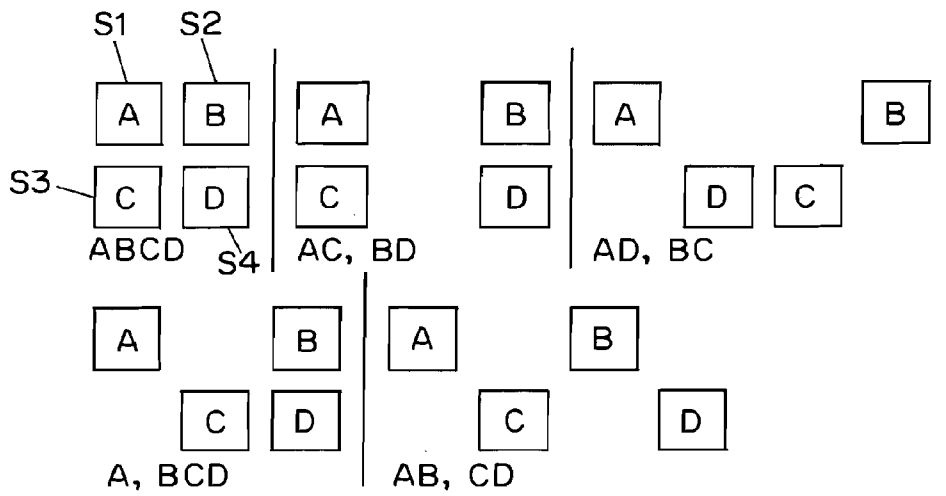 S1 S2
A B A B A B
S3 C D C D D C
ABCD S4 AC, BD AD, BC
A B A B
C D C D
A, BCD AB, CD